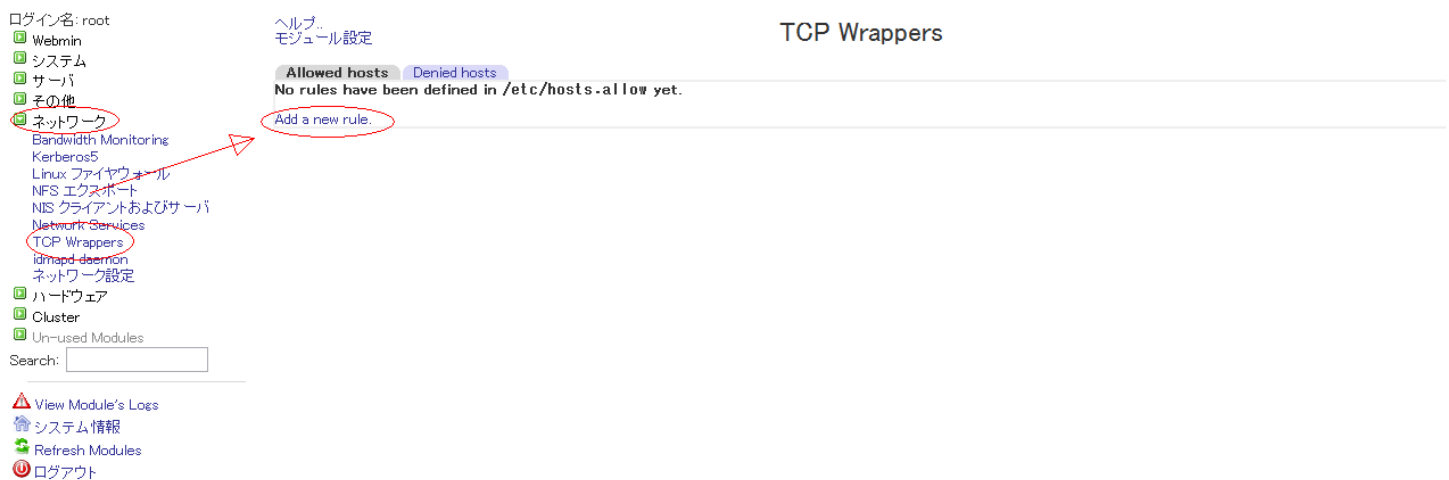 ログイン名: root
Webmin
システム
サーバ
その他
ネットワーク
Bandwidth Monitoring
Kerberos5
Linux ファイヤウォール
NFS エクスポート
NIS クライアントおよびサーバ
Network Services
TCP Wrappers
idmapd daemon
ネットワーク設定
ハードウェア
Cluster
Un-used Modules
Search:
View Module's Logs
システム情報
Refresh Modules
ログアウト
ヘルプ..
モジュール設定
TCP Wrappers
Allowed hosts Denied hosts
No rules have been defined in /etc/hosts.allow yet.
Add a new rule.